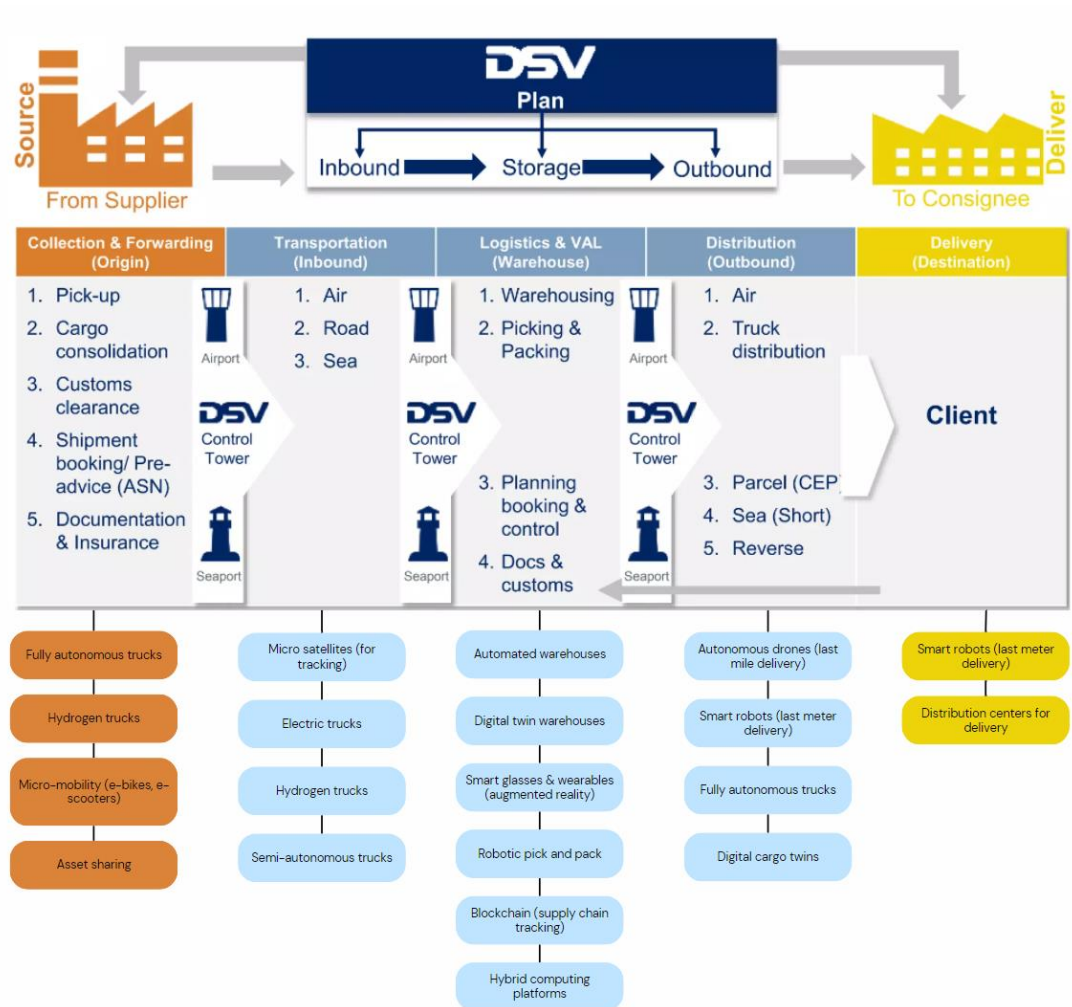 DSV
Plan
Source
Deliver
Inbound
Storage
Outbound
From Supplier
To Consignee
Collection & Forwarding
(Origin)
Transportation
(Inbound)
Logistics & VAL
(Warehouse)
Distribution
(Outbound)
Delivery
(Destination)
1. Pick-up
2. Cargo
consolidation
3. Customs
clearance
4. Shipment
booking/ Pre-
advice (ASN)
5. Documentation
& Insurance
Airport
DSV
Control
Tower
Seaport
1. Air
2. Road
3. Sea
Airport
DSV
Control
Tower
Seaport
1. Warehousing
2. Picking &
Packing
3. Planning
booking &
control
4. Docs &
customs
Airport
DSV
Control
Tower
Seaport
1. Air
2. Truck
distribution
3. Parcel (CEP)
4. Sea (Short)
5. Reverse
Client
Fully autonomous trucks
Hydrogen trucks
Micro-mobility (e-bikes, e-
scooters)
Asset sharing
Micro satellites (for
tracking)
Electric trucks
Hydrogen trucks
Semi-autonomous trucks
Automated warehouses
Digital twin warehouses
Smart glasses & wearables
(augmented reality)
Robotic pick and pack
Blockchain (supply chain
tracking)
Hybrid computing
platforms
Autonomous drones (last
mile delivery)
Smart robots (last meter
delivery)
Fully autonomous trucks
Digital cargo twins
Smart robots (last meter
delivery)
Distribution centers for
delivery